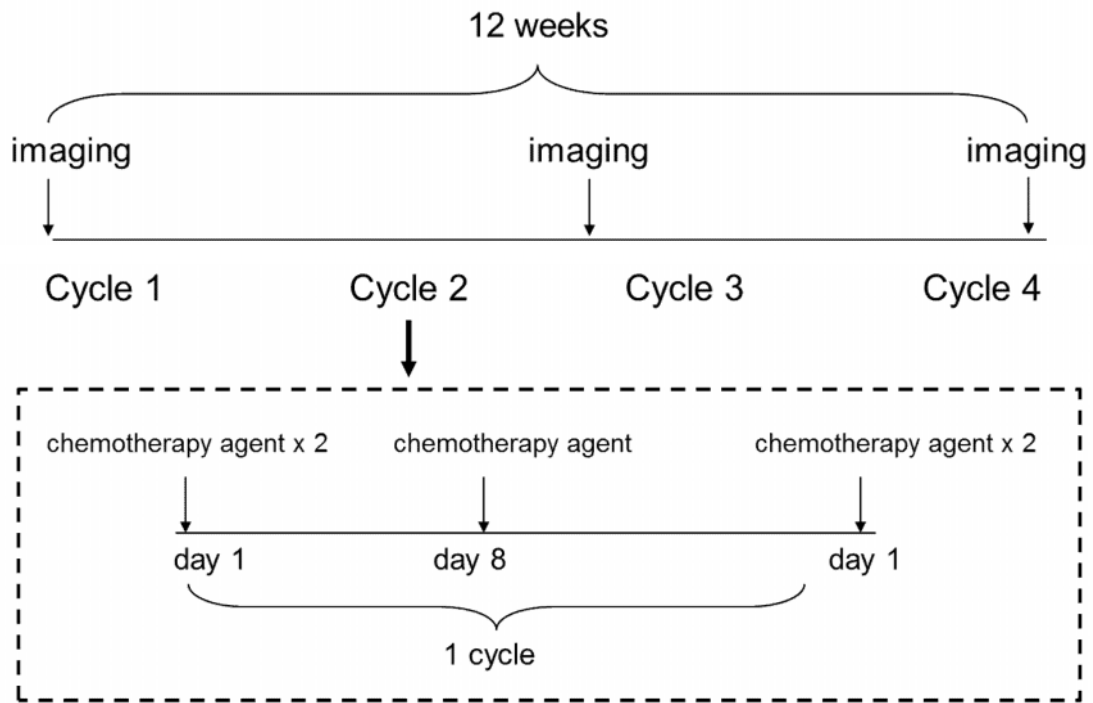 12 weeks
imaging imaging imaging
Cycle 1 Cycle 2 Cycle 3 Cycle 4
chemotherapy agent x 2 chemotherapy agent chemotherapy agent x 2
day 1 day 8 day 1
1 cycle